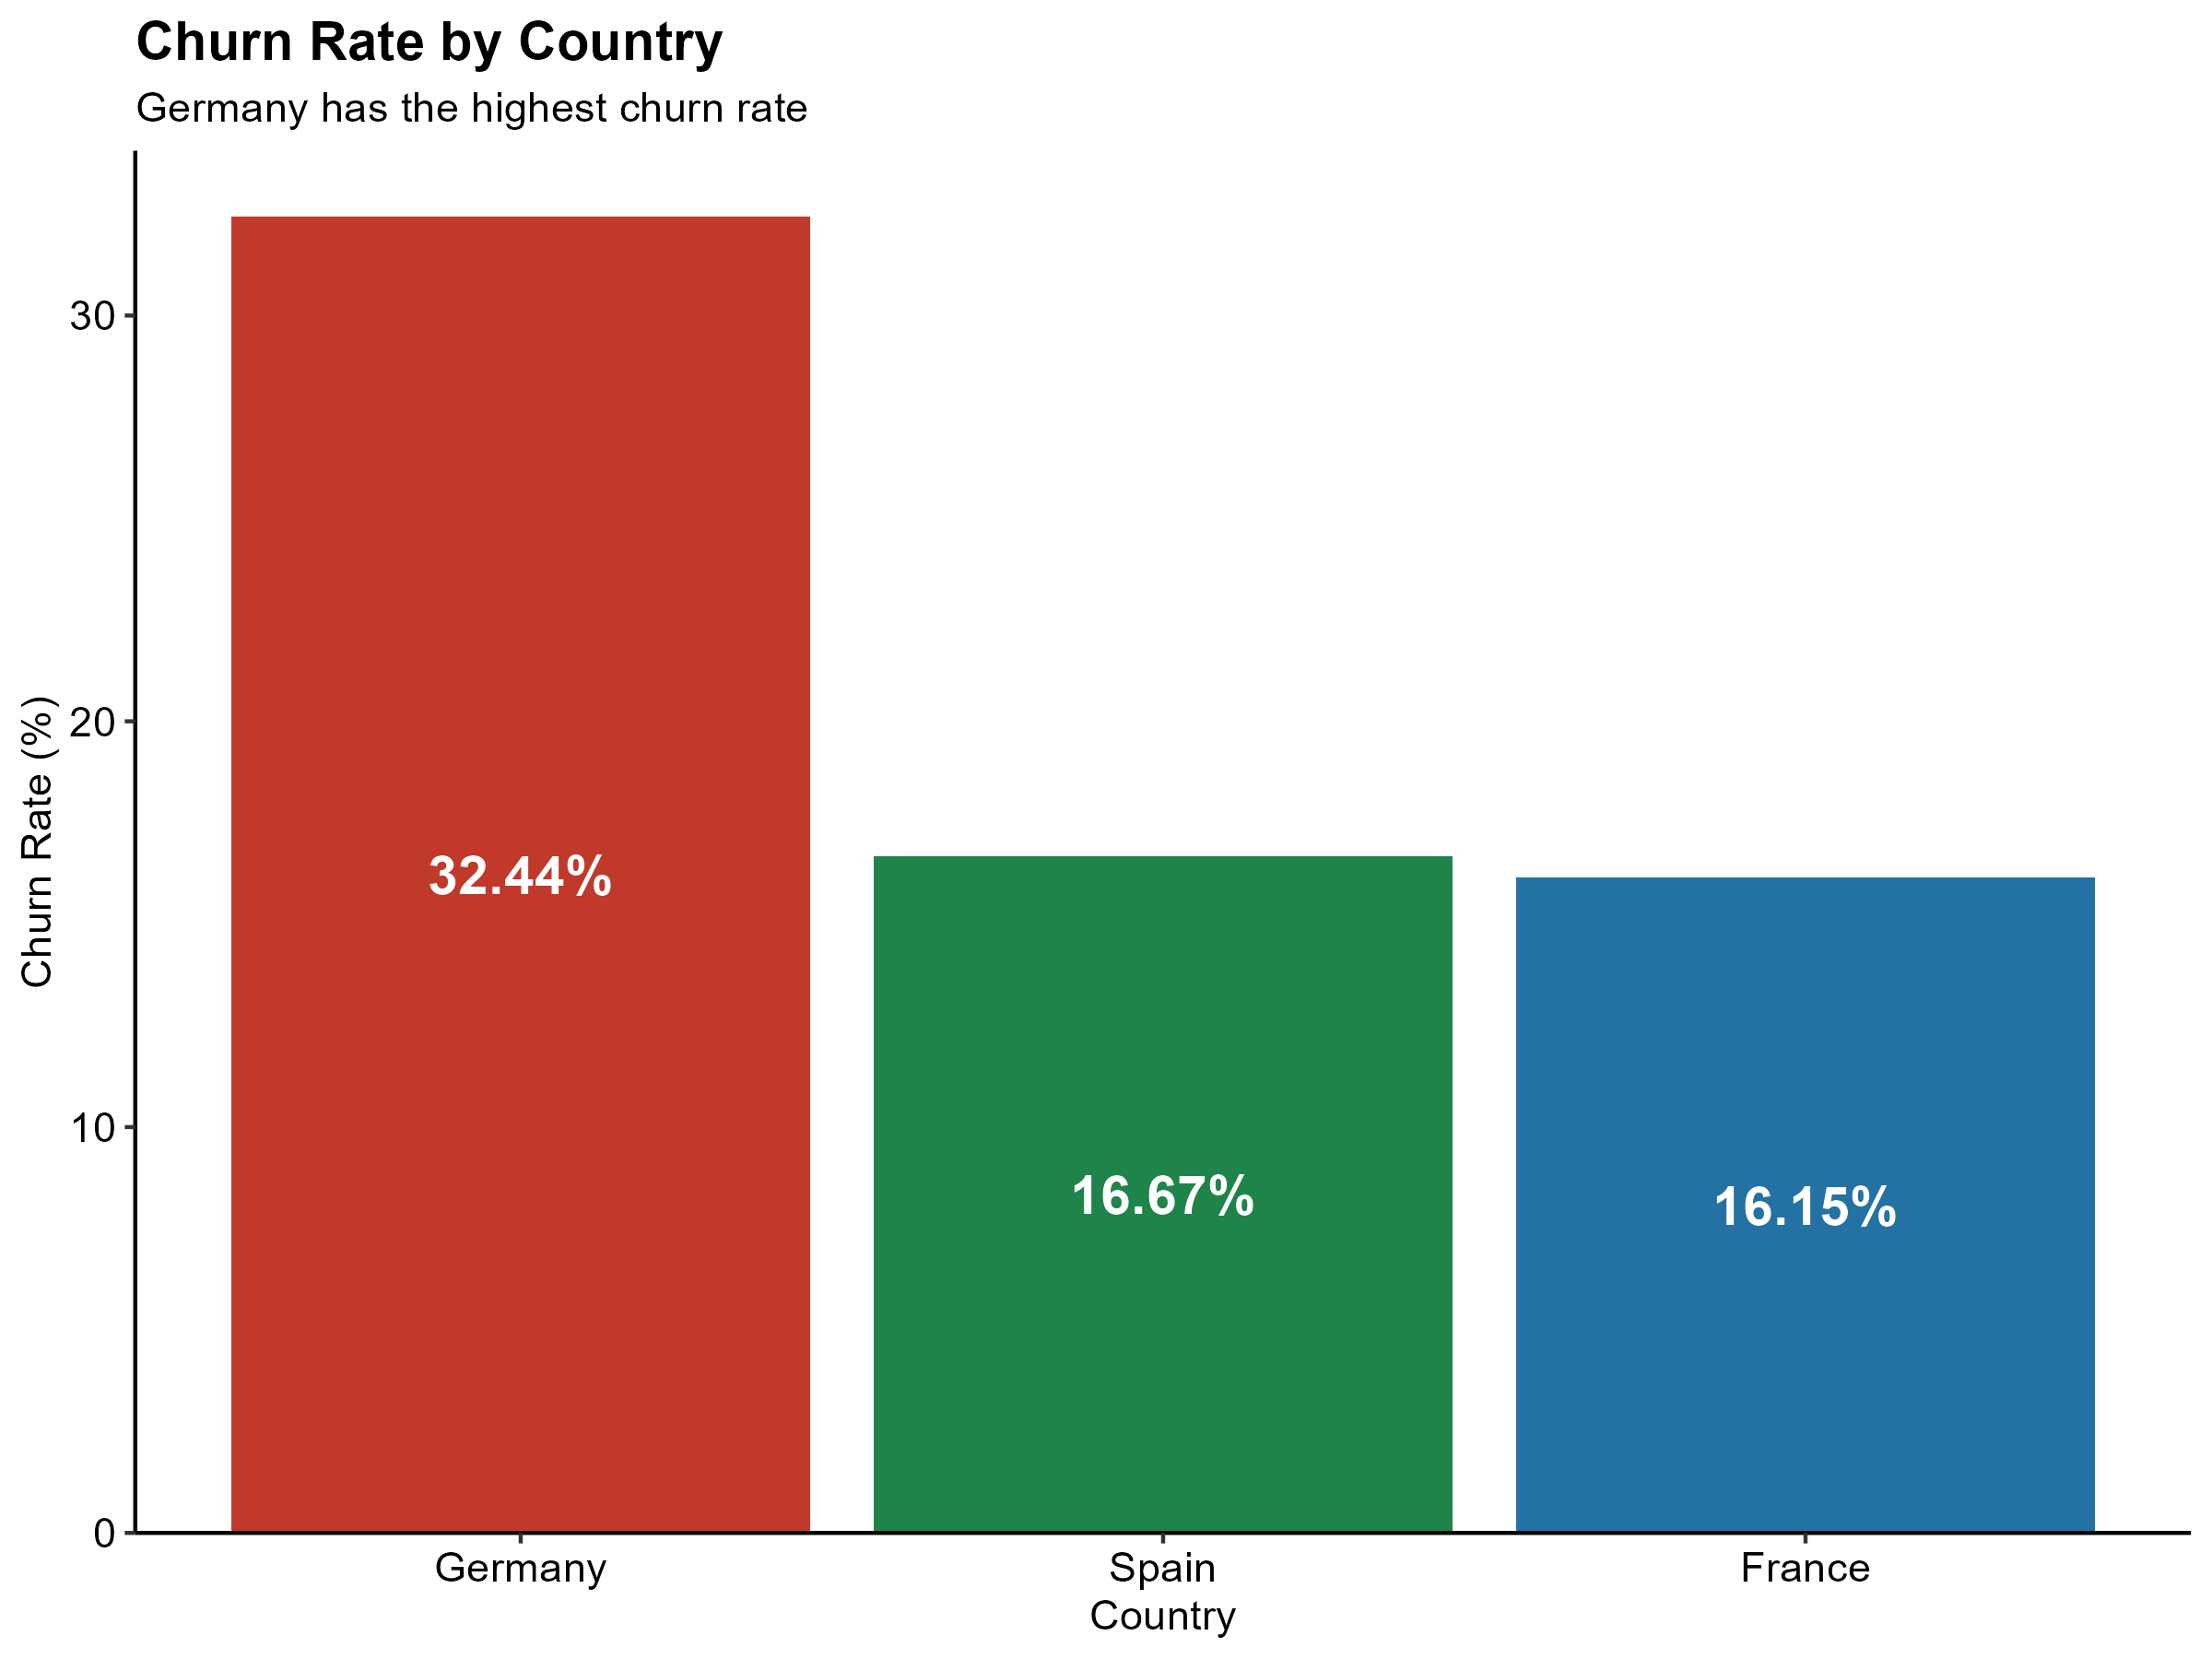 Churn Rate by Country
Germany has the highest churn rate
Churn Rate (%)
30
20
10
0
32.44%
16.67%
16.15%
Germany
Spain
France
Country